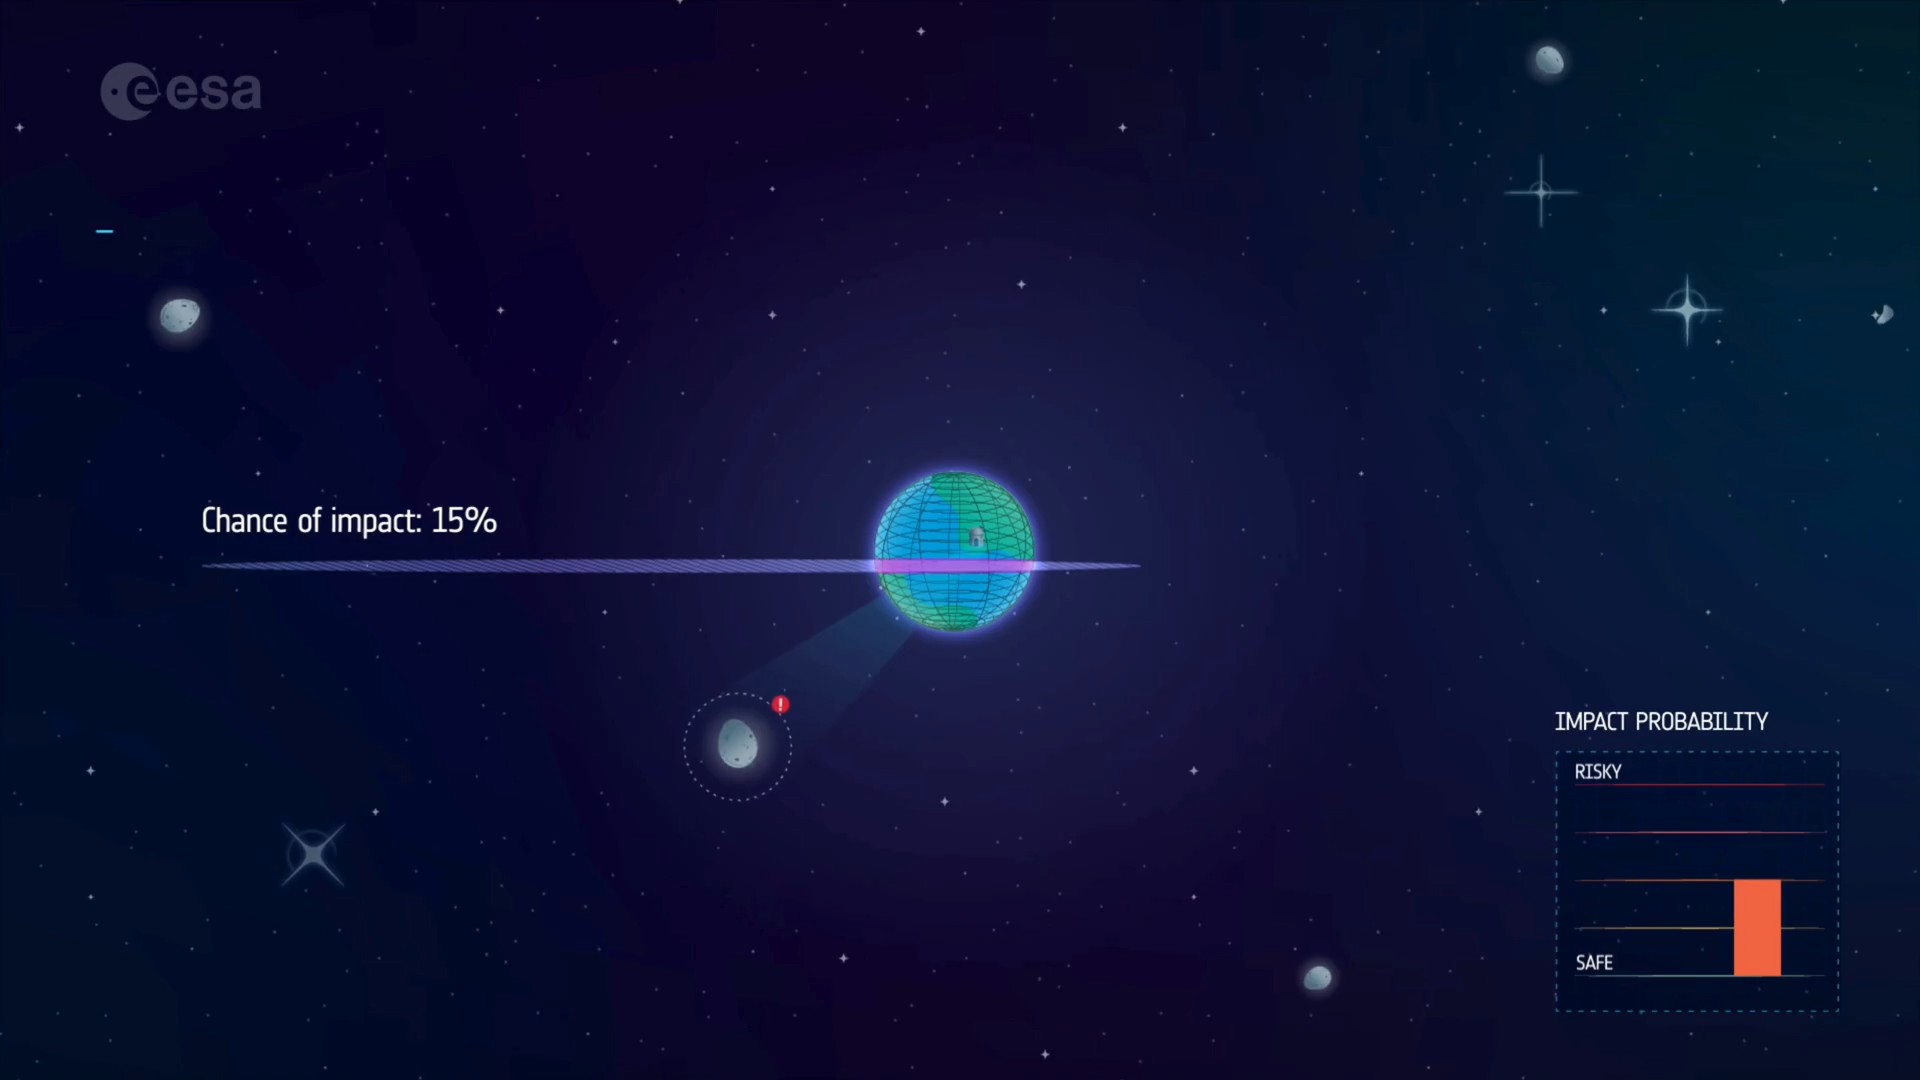 esa
Chance of impact: 15%
IMPACT PROBABILITY
RISKY
SAFE